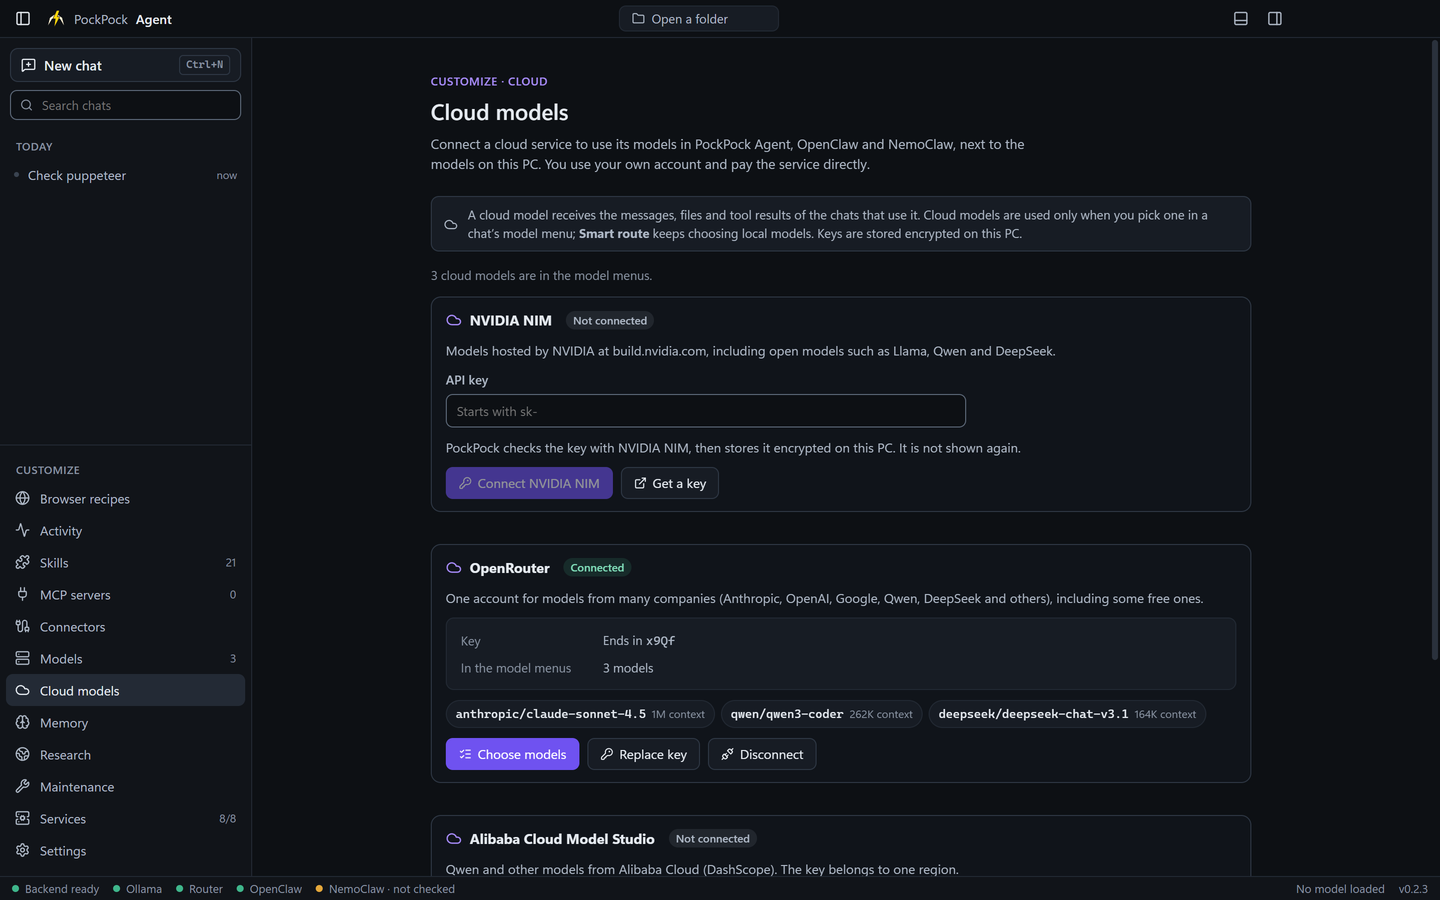 PockPock Agent
Open a folder
New chat
Ctrl+N
Search chats
TODAY
Check puppeteer
now
CUSTOMIZE
Browser recipes
Activity
Skills
21
MCP servers
0
Connectors
Models
3
Cloud models
Memory
Research
Maintenance
Services
8/8
Settings
CUSTOMIZE · CLOUD
Cloud models
Connect a cloud service to use its models in PockPock Agent, OpenClaw and NemoClaw, next to the
models on this PC. You use your own account and pay the service directly.
A cloud model receives the messages, files and tool results of the chats that use it. Cloud models are used only when you pick one in a
chat's model menu; Smart route keeps choosing local models. Keys are stored encrypted on this PC.
3 cloud models are in the model menus.
NVIDIA NIM
Not connected
Models hosted by NVIDIA at build.nvidia.com, including open models such as Llama, Qwen and DeepSeek.
API key
Starts with sk-
PockPock checks the key with NVIDIA NIM, then stores it encrypted on this PC. It is not shown again.
Connect NVIDIA NIM
Get a key
OpenRouter
Connected
One account for models from many companies (Anthropic, OpenAI, Google, Qwen, DeepSeek and others), including some free ones.
Key
Ends in x9Qf
In the model menus
3 models
anthropic/claude-sonnet-4.5 1M context
qwen/qwen3-coder 262K context
deepseek/deepseek-chat-v3.1 164K context
Choose models
Replace key
Disconnect
Alibaba Cloud Model Studio
Not connected
Qwen and other models from Alibaba Cloud (DashScope). The key belongs to one region.
Backend ready
Ollama
Router
OpenClaw
NemoClaw · not checked
No model loaded
v0.2.3